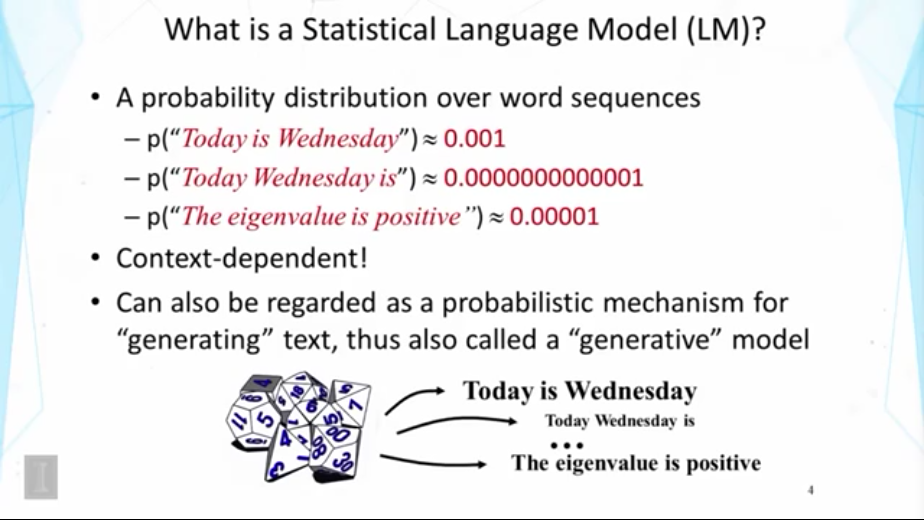 What is a Statistical Language Model (LM)?
• A probability distribution over word sequences
– p("Today is Wednesday") ≈ 0.001
– p("Today Wednesday is") ≈ 0.0000000000001
– p("The eigenvalue is positive") ≈ 0.00001
• Context-dependent!
• Can also be regarded as a probabilistic mechanism for
"generating" text, thus also called a "generative" model
Today is Wednesday
Today Wednesday is
...
The eigenvalue is positive
I
4